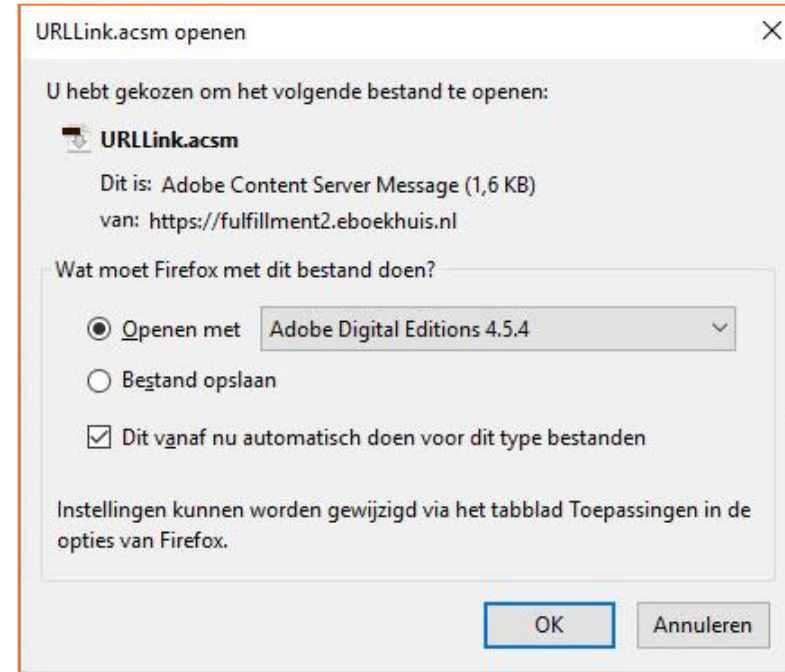 URLLink.acsm openen
U hebt gekozen om het volgende bestand te openen:
URLLink.acsm
Dit is: Adobe Content Server Message (1,6 KB)
van: https://fulfillment2.eboekhuis.nl
Wat moet Firefox met dit bestand doen?
Openen met Adobe Digital Editions 4.5.4
Bestand opslaan
Dit vanaf nu automatisch doen voor dit type bestanden
Instellingen kunnen worden gewijzigd via het tabblad Toepassingen in de
opties van Firefox.
OK Annuleren